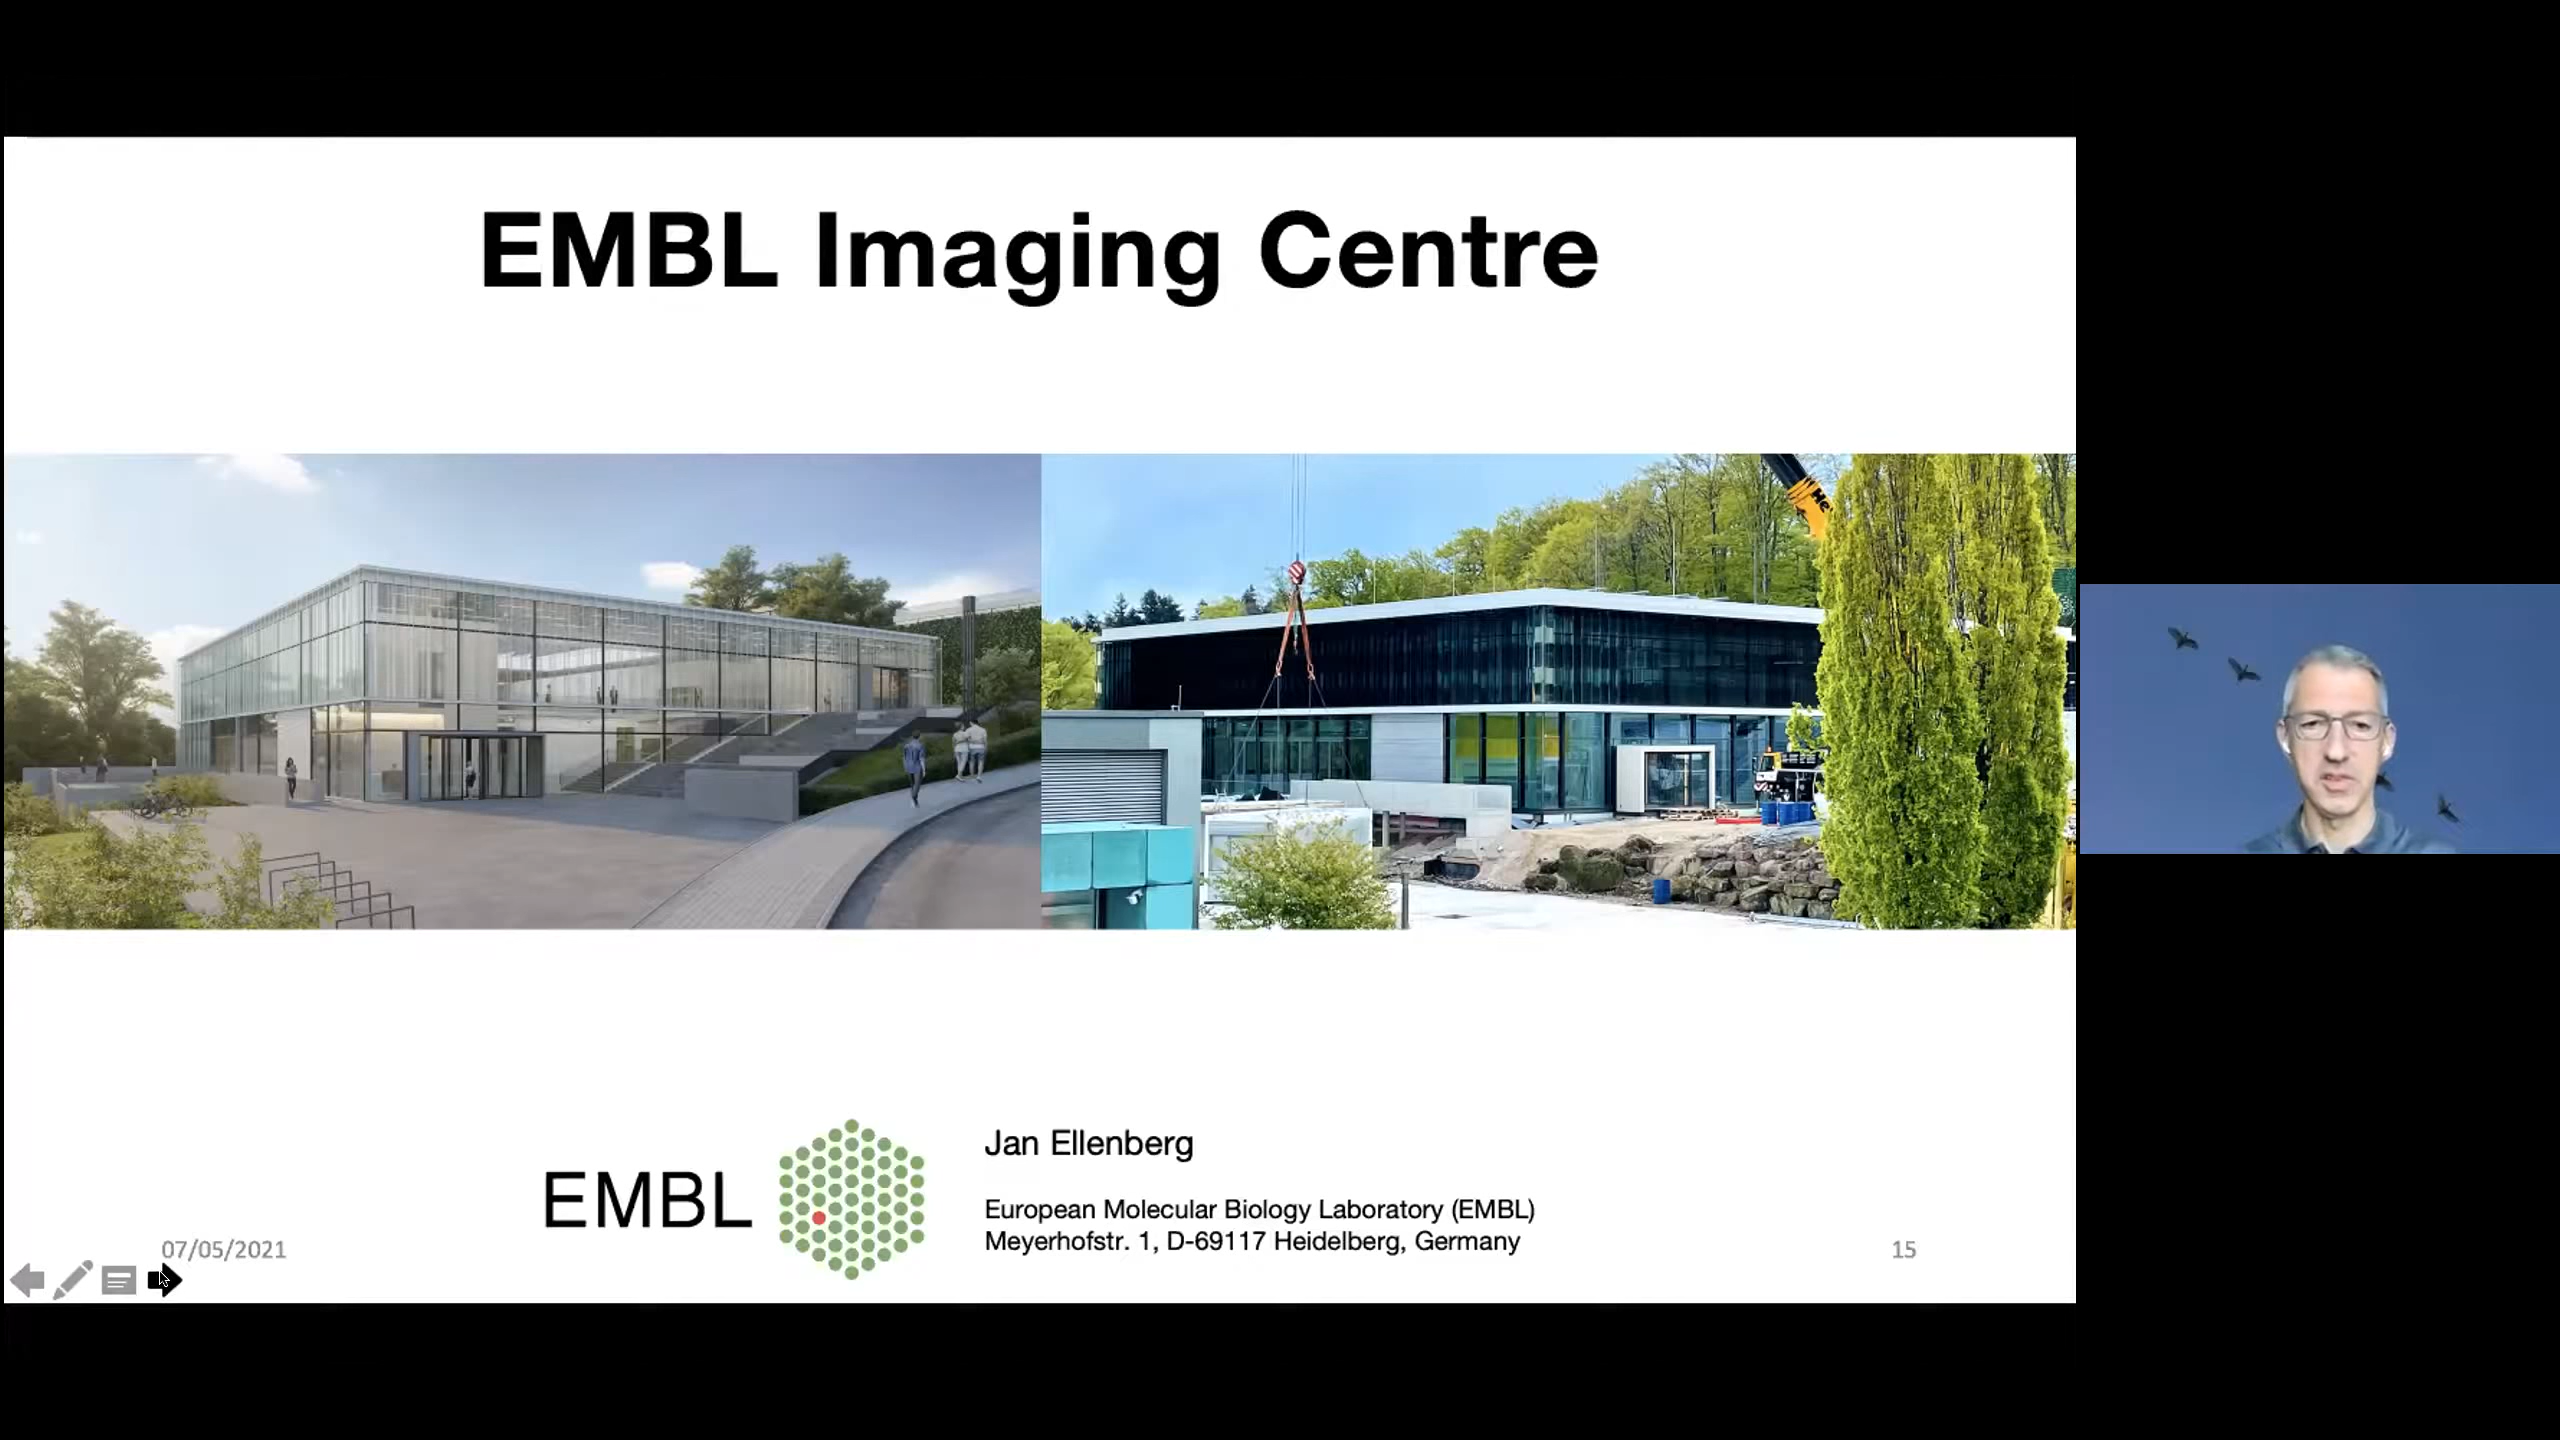 EMBL Imaging Centre
EMBL
Jan Ellenberg
European Molecular Biology Laboratory (EMBL)
Meyerhofstr. 1, D-69117 Heidelberg, Germany
07/05/2021
15